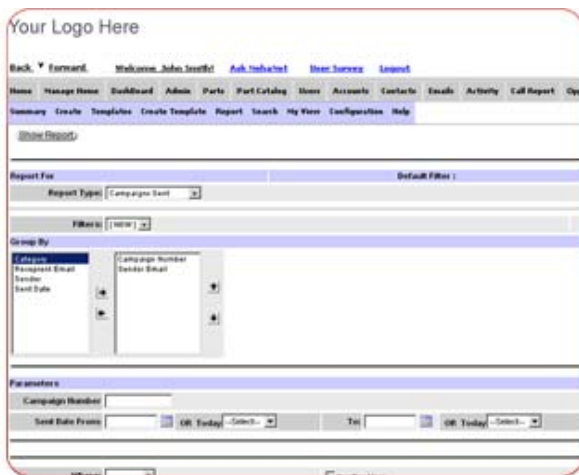 Your Logo Here
Back Forward Welcome John Smith! Ask NehaNet User Survey Logout
Home Manage Home DashBoard Admin Parts Part Catalog Users Accounts Contacts Emails Activity Call Report
Summary Create Templates Create Template Report Search My View Configuration Help
Show Report
Report For Default Filter :
Report Type: Campaigns Sent
Filters: [NEW]
Group By
Category Campaign Number
Recepient Email Sender Email
Sender
Sent Date
Parameters
Campaign Number
Sent Date From: OR Today --Select-- To: OR Today --Select--